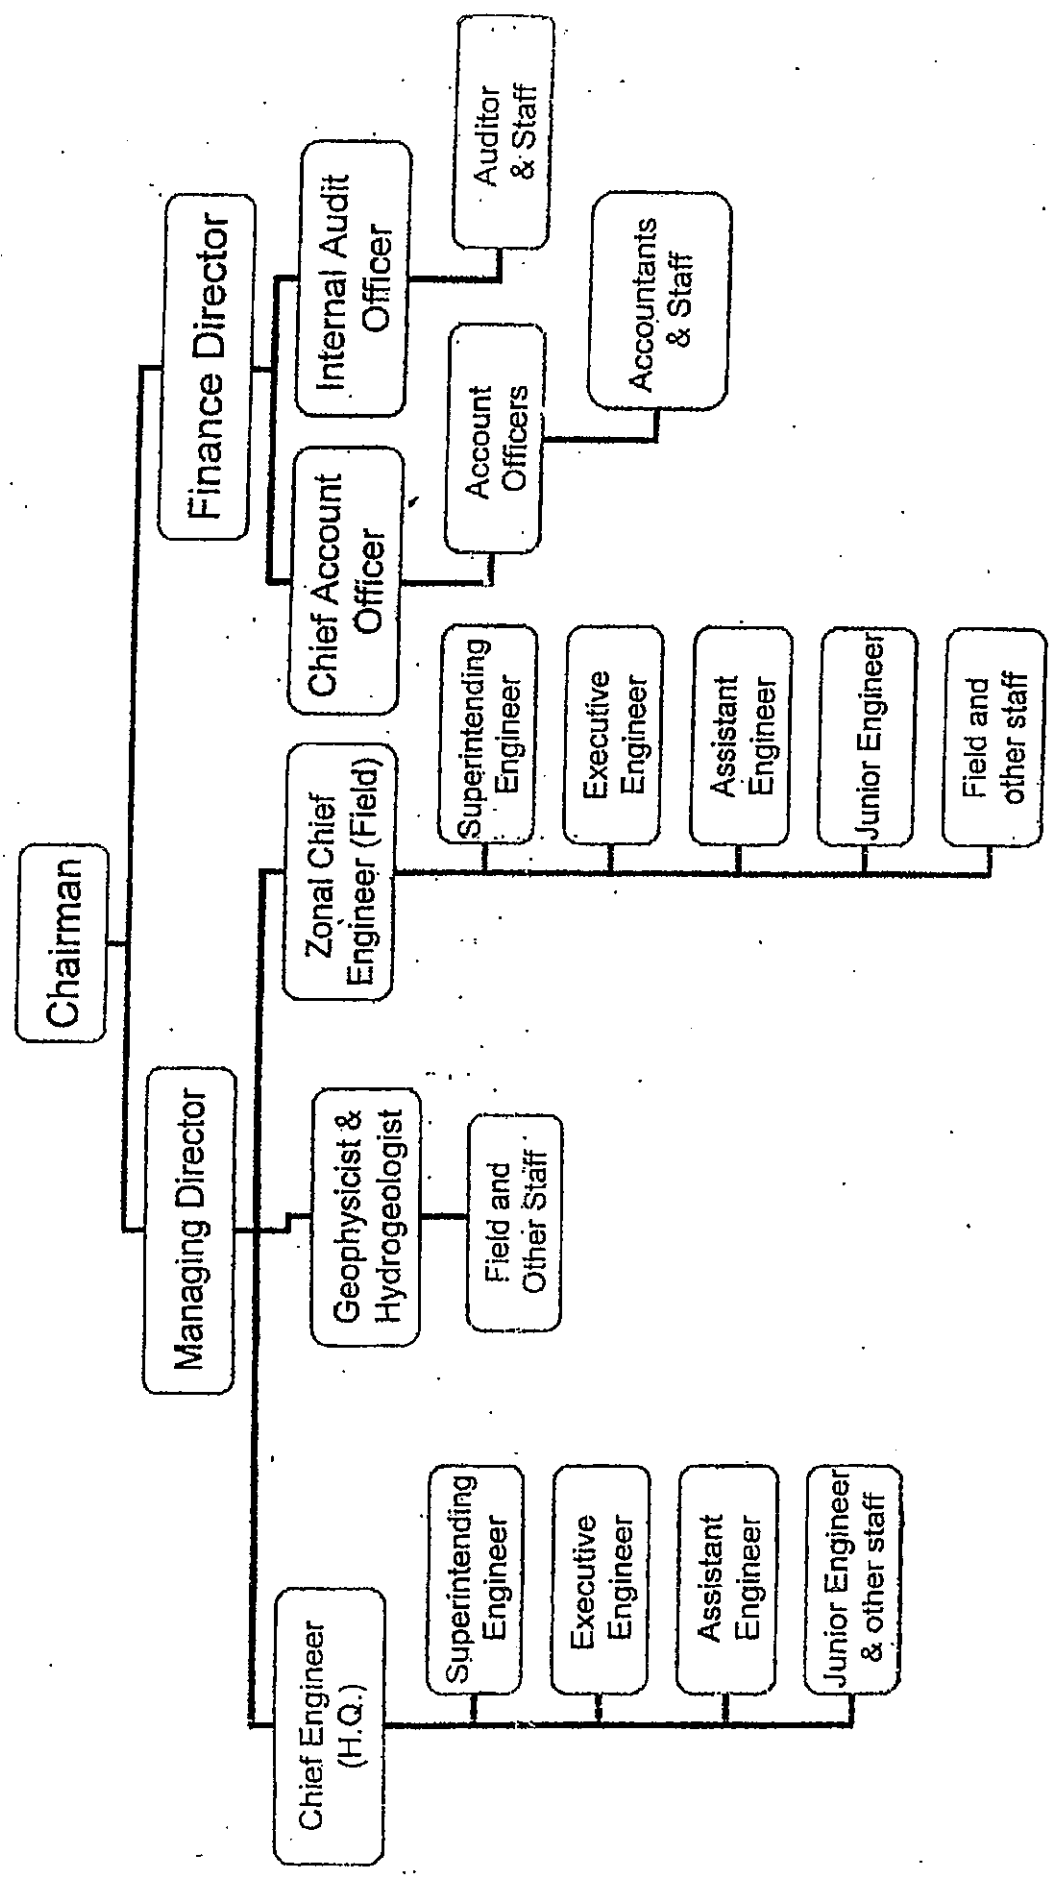 Chairman
Managing Director
Finance Director
Chief Engineer
(H.Q.)
Geophysicist &
Hydrogeologist
Zonal Chief
Engineer (Field)
Chief Account
Officer
Internal Audit
Officer
Superintending
Engineer
Executive
Engineer
Assistant
Engineer
Junior Engineer
& other staff
Field and
Other Staff
Superintending
Engineer
Executive
Engineer
Assistant
Engineer
Junior Engineer
Field and
other staff
Account
Officers
Accountants
& Staff
Auditor
& Staff